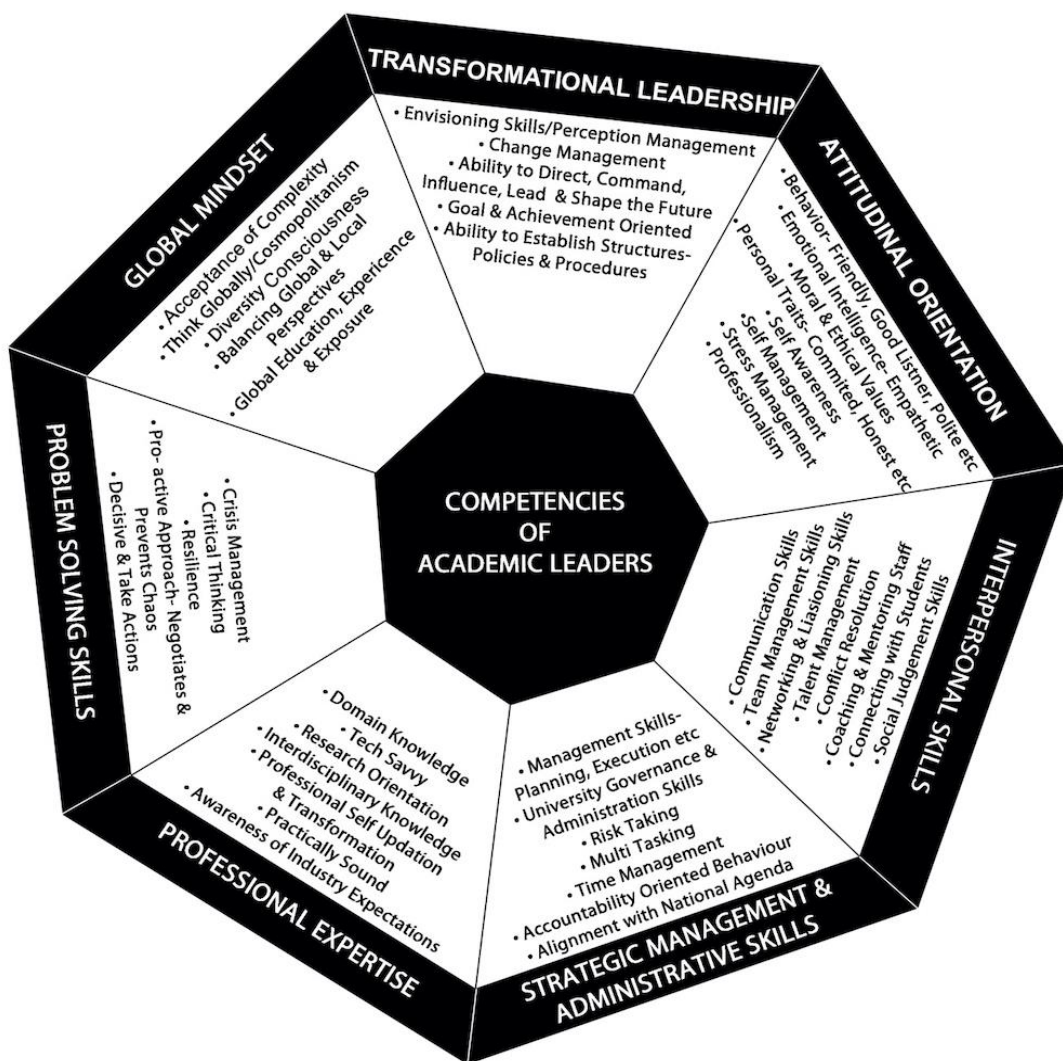 TRANSFORMATIONAL LEADERSHIP
• Envisioning Skills/Perception Management
• Change Management
• Ability to Direct, Command,
Influence, Lead & Shape the Future
• Goal & Achievement Oriented
• Ability to Establish Structures-
Policies & Procedures
ATTITUDINAL ORIENTATION
• Behavior- Friendly, Good Listner, Polite etc
• Emotional Intelligence- Empathetic
• Moral & Ethical Values
• Personal Traits- Commited, Honest etc
• Self Awareness
• Self Management
• Stress Management
• Professionalism
INTERPERSONAL SKILLS
• Communication Skills
• Team Management Skills
• Networking & Liasioning Skills
• Talent Management
• Conflict Resolution
• Coaching & Mentoring Staff
• Connecting with Students
• Social Judgement Skills
STRATEGIC MANAGEMENT &
ADMINISTRATIVE SKILLS
• Management Skills-
Planning, Execution etc
• University Governance &
Administration Skills
• Risk Taking
• Multi Tasking
• Time Management
• Accountability Oriented Behaviour
• Alignment with National Agenda
PROFESSIONAL EXPERTISE
• Domain Knowledge
• Tech Savvy
• Research Orientation
• Interdisciplinary Knowledge
• Professional Self Updation
& Transformation
• Practically Sound
• Awareness of Industry Expectations
PROBLEM SOLVING SKILLS
• Crisis Management
• Critical Thinking
• Resilience
• Pro- active Approach- Negotiates &
Prevents Chaos
• Decisive & Take Actions
GLOBAL MINDSET
• Acceptance of Complexity
• Think Globally/Cosmopolitanism
• Diversity Consciousness
• Balancing Global & Local
Perspectives
• Global Education, Expericence
& Exposure
COMPETENCIES
OF
ACADEMIC LEADERS